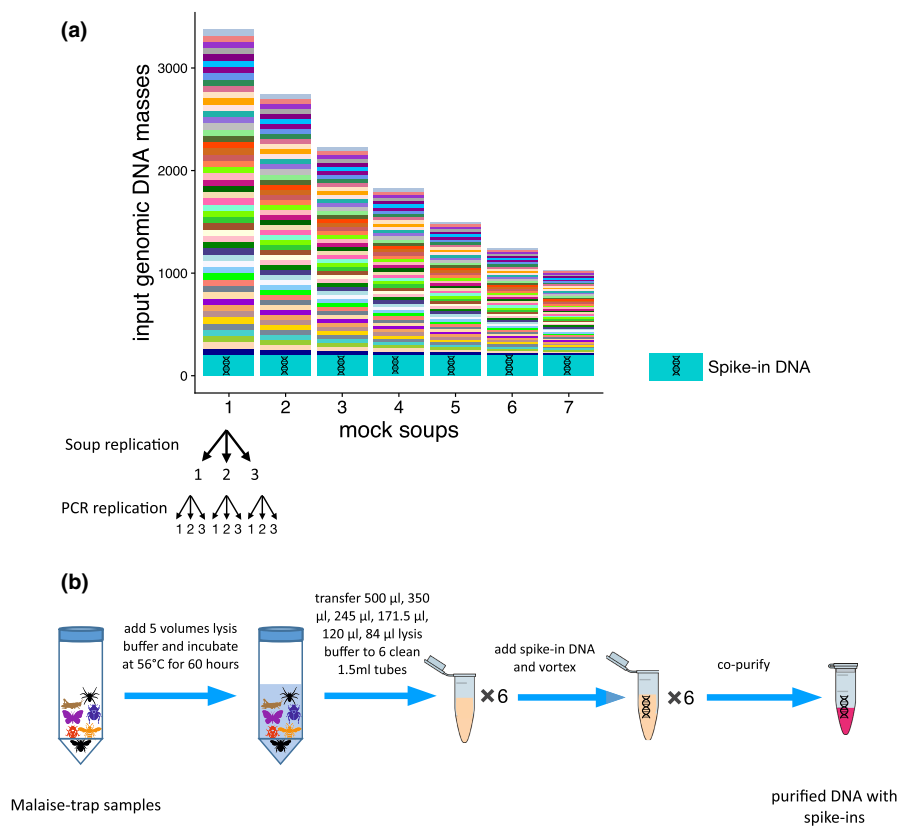 (a)
input genomic DNA masses
3000
2000
1000
0
1 2 3 4 5 6 7
mock soups
Spike-in DNA
Soup replication
1 2 3
PCR replication
1 2 3 1 2 3 1 2 3
(b)
add 5 volumes lysis
buffer and incubate
at 56°C for 60 hours
transfer 500 µl, 350
µl, 245 µl, 171.5 µl,
120 µl, 84 µl lysis
buffer to 6 clean
1.5ml tubes
×6
add spike-in DNA
and vortex
×6
co-purify
Malaise-trap samples
purified DNA with
spike-ins